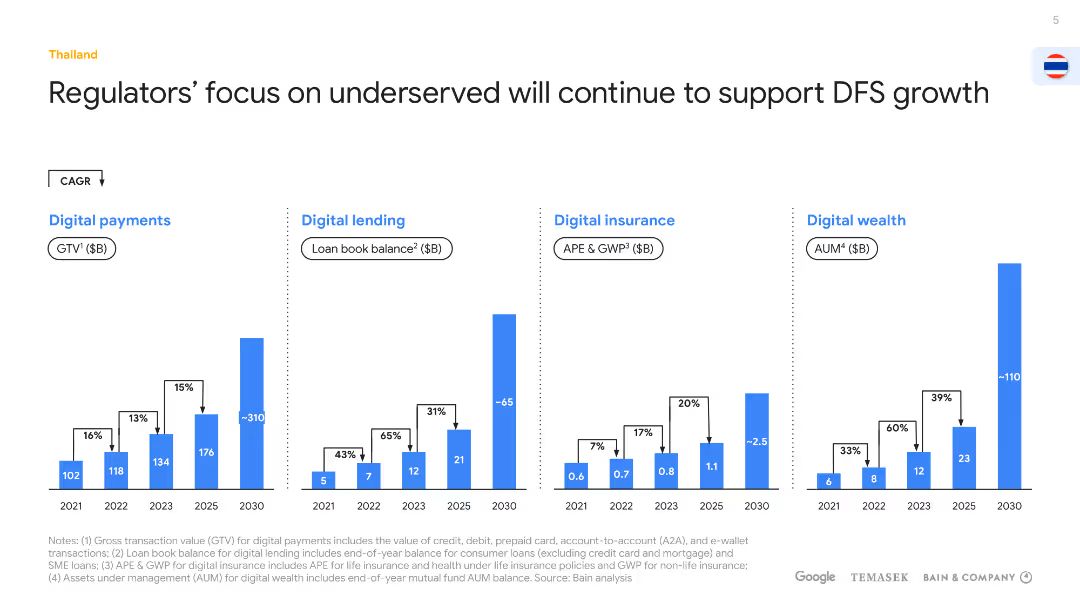 5
Thailand
Regulators’ focus on underserved will continue to support DFS growth
CAGR
Digital payments
GTV¹ ($B)
16%
13%
15%
102
118
134
176
~310
2021 2022 2023 2025 2030
Digital lending
Loan book balance² ($B)
43%
65%
31%
5
7
12
21
~65
2021 2022 2023 2025 2030
Digital insurance
APE & GWP³ ($B)
7%
17%
20%
0.6
0.7
0.8
1.1
~2.5
2021 2022 2023 2025 2030
Digital wealth
AUM⁴ ($B)
33%
60%
39%
6
8
12
23
~110
2021 2022 2023 2025 2030
Notes: (1) Gross transaction value (GTV) for digital payments includes the value of credit, debit, prepaid card, account-to-account (A2A), and e-wallet
transactions; (2) Loan book balance for digital lending includes end-of-year balance for consumer loans (excluding credit card and mortgage) and
SME loans; (3) APE & GWP for digital insurance includes APE for life insurance and health under life insurance policies and GWP for non-life insurance;
(4) Assets under management (AUM) for digital wealth includes end-of-year mutual fund AUM balance. Source: Bain analysis
Google TEMASEK BAIN & COMPANY